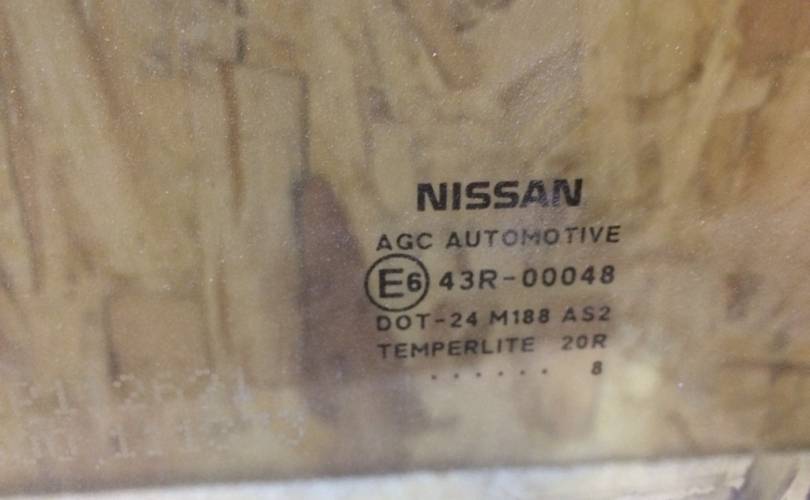 NISSAN
AGC AUTOMOTIVE
E6 43R-00048
DOT-24 M188 AS2
TEMPERLITE 20R
. . . . . . 8